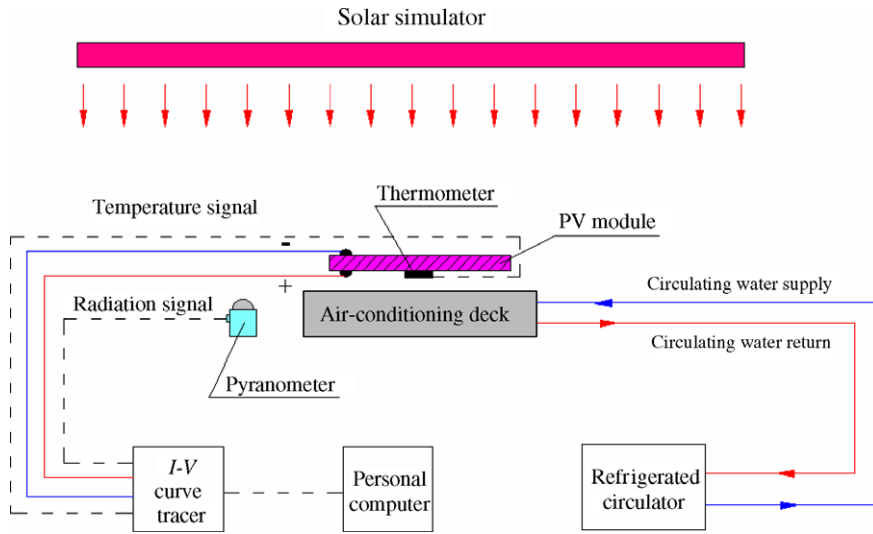 Solar simulator
Thermometer
Temperature signal
PV module
-
+
Radiation signal
Circulating water supply
Air-conditioning deck
Circulating water return
Pyranometer
I-V
curve
tracer
Personal
computer
Refrigerated
circulator